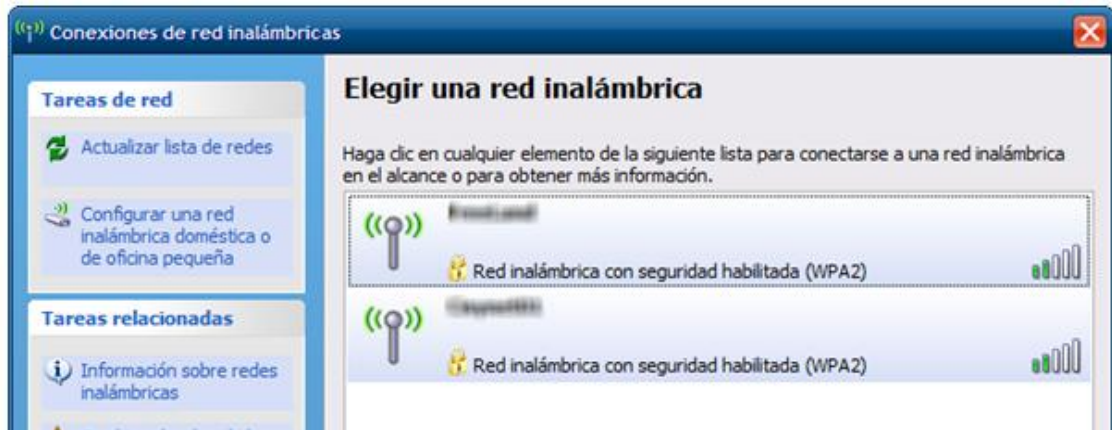 Conexiones de red inalámbricas
Tareas de red
Actualizar lista de redes
Configurar una red
inalámbrica doméstica o
de oficina pequeña
Tareas relacionadas
Información sobre redes
inalámbricas
Elegir una red inalámbrica
Haga clic en cualquier elemento de la siguiente lista para conectarse a una red inalámbrica
en el alcance o para obtener más información.
Red inalámbrica con seguridad habilitada (WPA2)
Red inalámbrica con seguridad habilitada (WPA2)